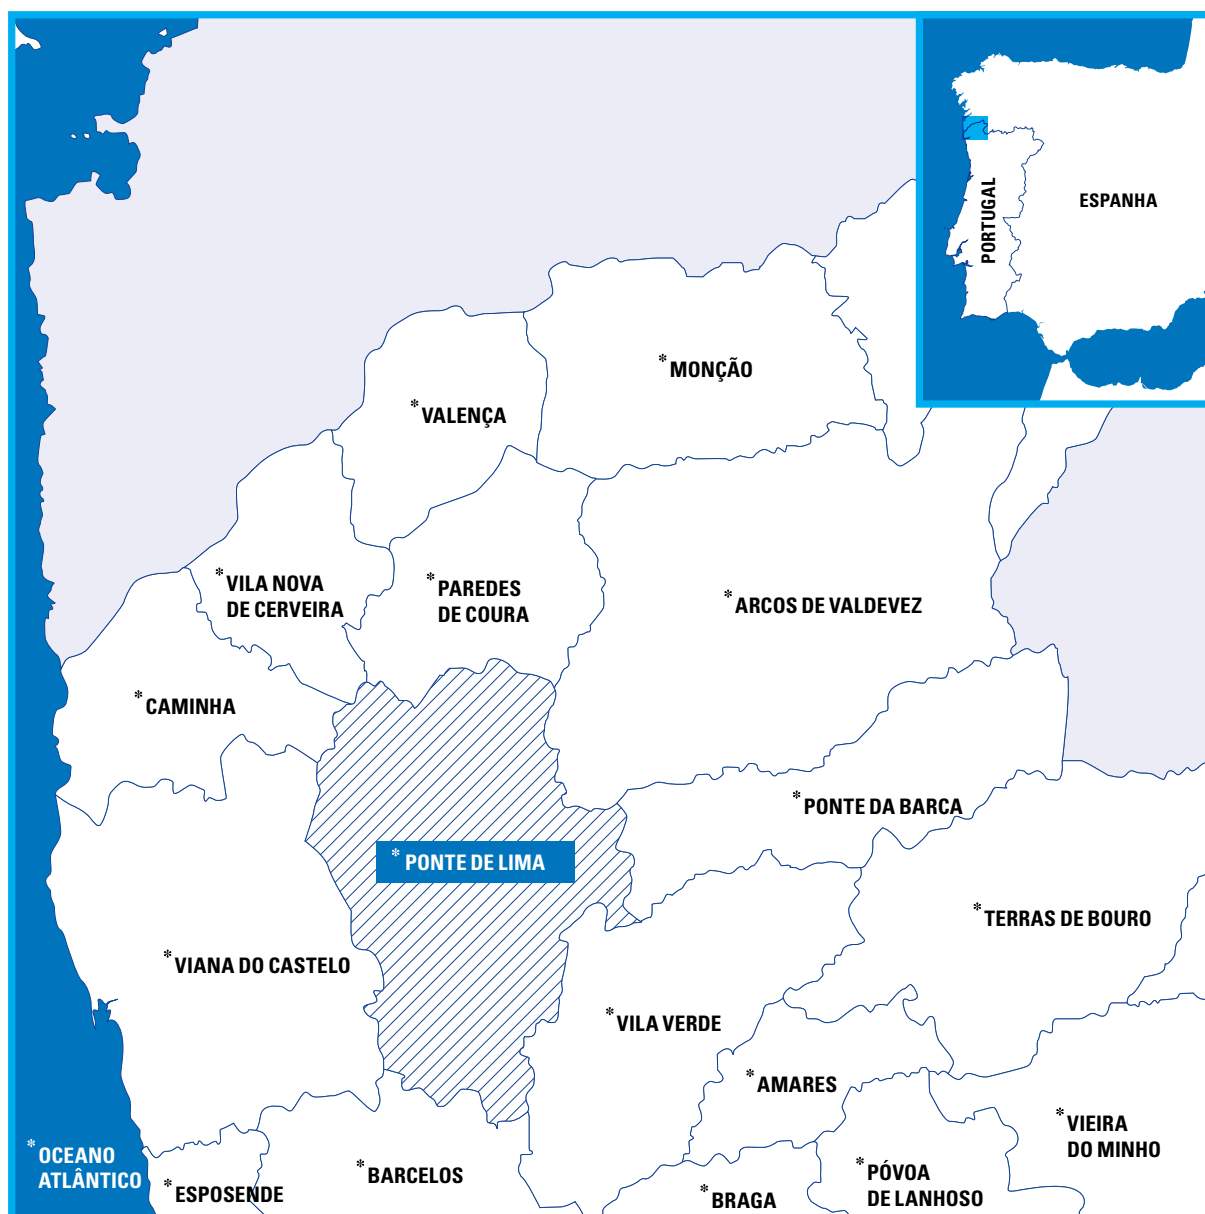 PORTUGAL
ESPANHA
* MONÇÃO
* VALENÇA
* VILA NOVA
DE CERVEIRA
* PAREDES
DE COURA
* ARCOS DE VALDEVEZ
* CAMINHA
* PONTE DA BARCA
* PONTE DE LIMA
* TERRAS DE BOURO
* VIANA DO CASTELO
* VILA VERDE
* AMARES
* VIEIRA
DO MINHO
* OCEANO
ATLÂNTICO
* ESPOSENDE
* BARCELOS
* BRAGA
* PÓVOA
DE LANHOSO